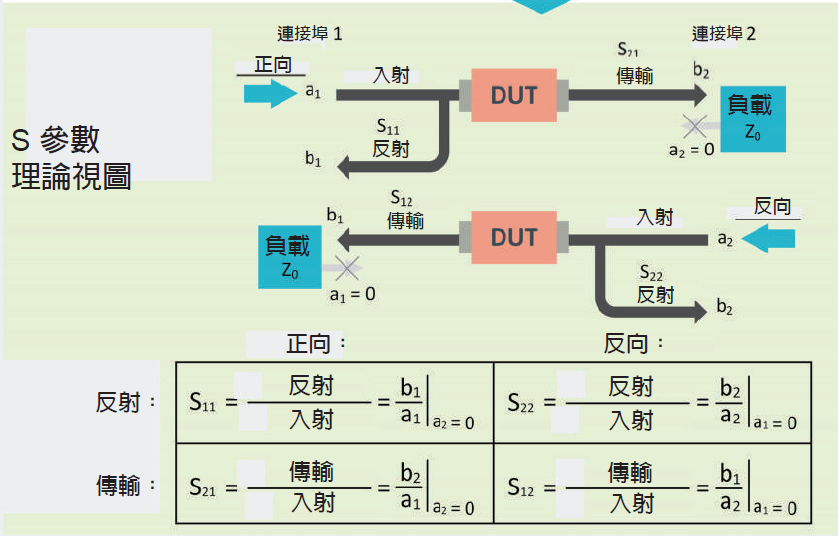 連接埠 1
連接埠 2
正向
a₁
入射
DUT
S₂₁
傳輸
b₂
負載
Z₀
a₂ = 0
S₁₁
反射
b₁
S 參數
理論視圖
b₁
S₁₂
傳輸
DUT
入射
a₂
反向
負載
Z₀
a₁ = 0
S₂₂
反射
b₂
正向：
反向：
反射：
S₁₁ = 反射 / 入射 = b₁ / a₁ | a₂ = 0
S₂₂ = 反射 / 入射 = b₂ / a₂ | a₁ = 0
傳輸：
S₂₁ = 傳輸 / 入射 = b₂ / a₁ | a₂ = 0
S₁₂ = 傳輸 / 入射 = b₁ / a₂ | a₁ = 0